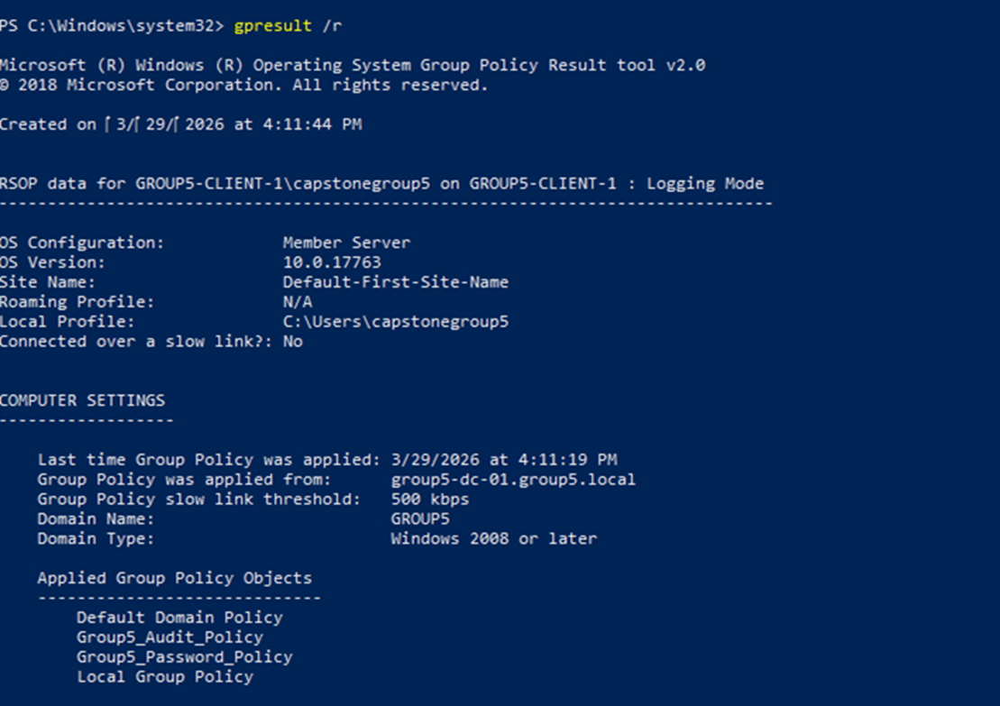 PS C:\Windows\system32> gpresult /r
Microsoft (R) Windows (R) Operating System Group Policy Result tool v2.0
© 2018 Microsoft Corporation. All rights reserved.
Created on ⌈3/⌈29/⌈2026 at 4:11:44 PM
RSOP data for GROUP5-CLIENT-1\capstonegroup5 on GROUP5-CLIENT-1 : Logging Mode
-------------------------------------------------------------------------------
OS Configuration: Member Server
OS Version: 10.0.17763
Site Name: Default-First-Site-Name
Roaming Profile: N/A
Local Profile: C:\Users\capstonegroup5
Connected over a slow link?: No
COMPUTER SETTINGS
------------------
Last time Group Policy was applied: 3/29/2026 at 4:11:19 PM
Group Policy was applied from: group5-dc-01.group5.local
Group Policy slow link threshold: 500 kbps
Domain Name: GROUP5
Domain Type: Windows 2008 or later
Applied Group Policy Objects
-----------------------------
Default Domain Policy
Group5_Audit_Policy
Group5_Password_Policy
Local Group Policy